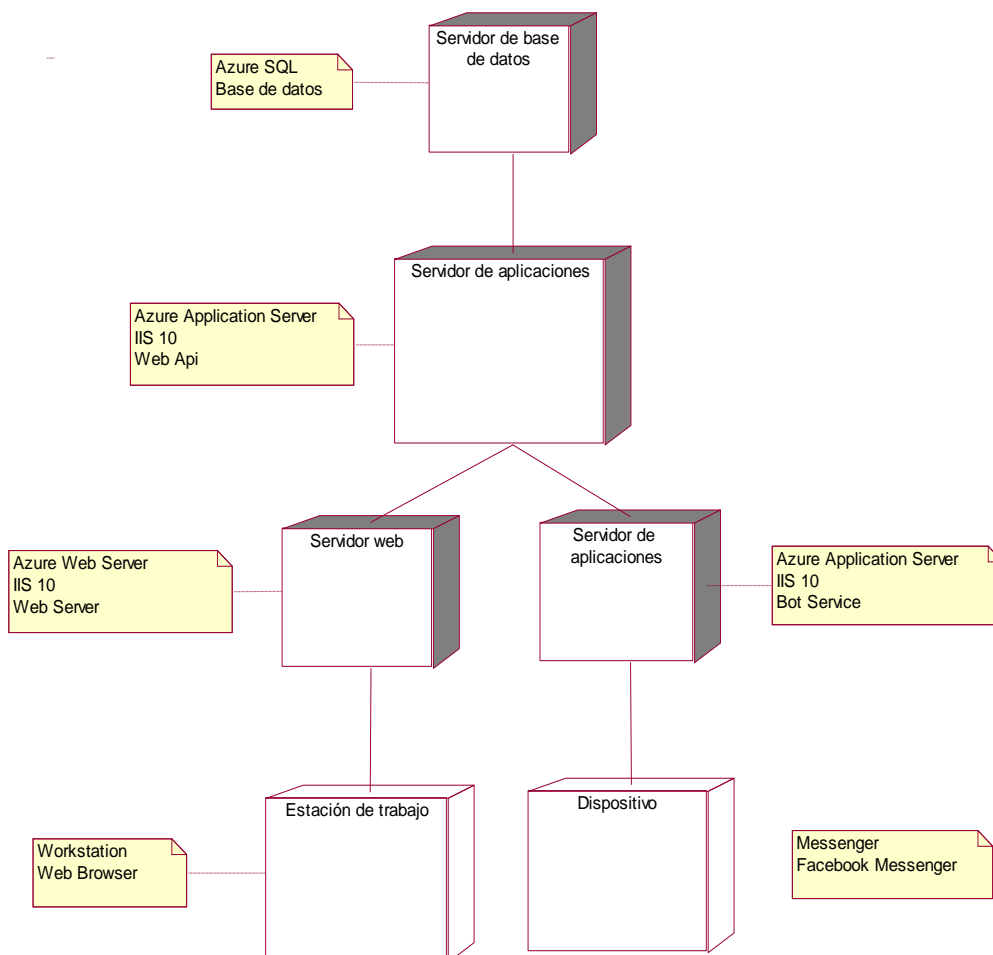 Servidor de base
de datos
Azure SQL
Base de datos
Servidor de aplicaciones
Azure Application Server
IIS 10
Web Api
Servidor web
Servidor de
aplicaciones
Azure Web Server
IIS 10
Web Server
Azure Application Server
IIS 10
Bot Service
Estación de trabajo
Dispositivo
Workstation
Web Browser
Messenger
Facebook Messenger